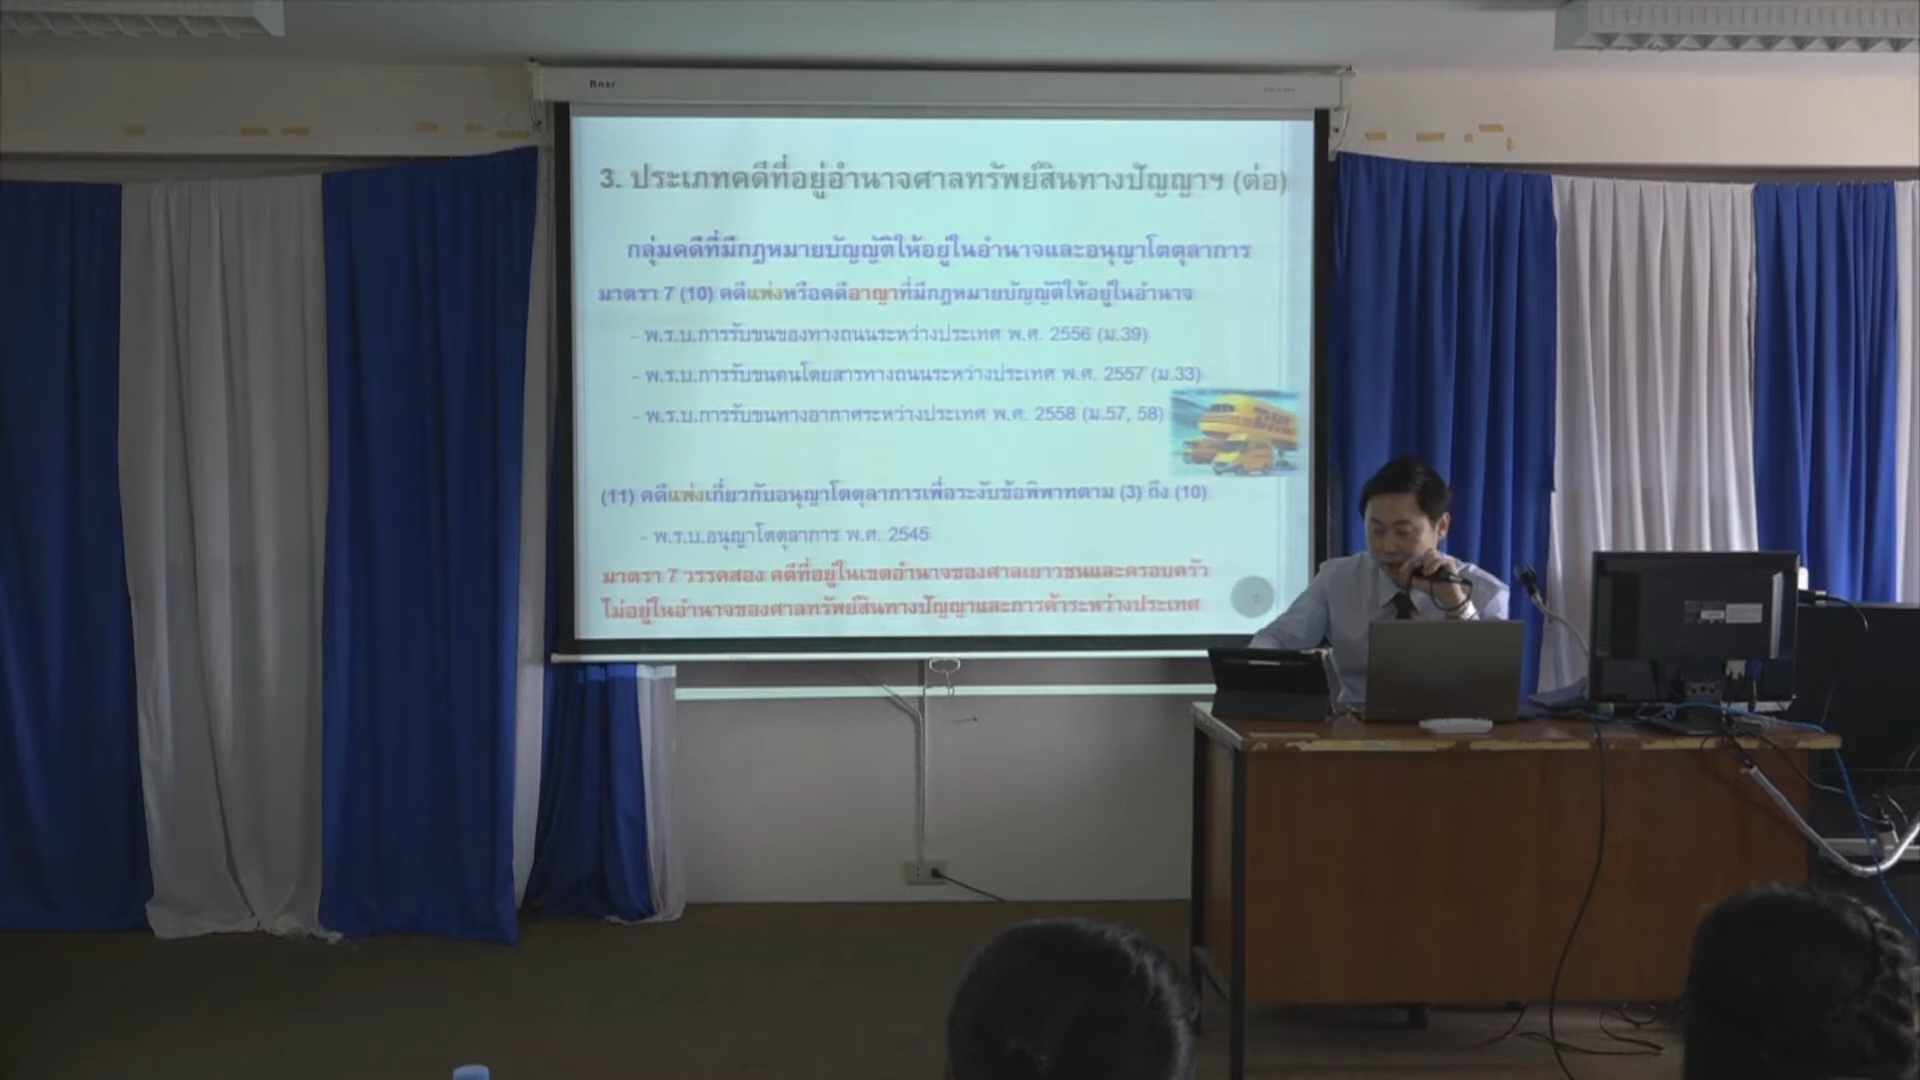 3. ประเภทคดีที่อยู่อำนาจศาลทรัพย์สินทางปัญญาฯ (ต่อ)
กลุ่มคดีที่มีกฎหมายบัญญัติให้อยู่ในอำนาจและอนุญาโตตุลาการ
มาตรา 7 (10) คดีแพ่งหรือคดีอาญาที่มีกฎหมายบัญญัติให้อยู่ในอำนาจ
- พ.ร.บ.การรับขนของทางถนนระหว่างประเทศ พ.ศ. 2556 (ม.39)
- พ.ร.บ.การรับขนคนโดยสารทางถนนระหว่างประเทศ พ.ศ. 2557 (ม.33)
- พ.ร.บ.การรับขนทางอากาศระหว่างประเทศ พ.ศ. 2558 (ม.57, 58)
(11) คดีแพ่งเกี่ยวกับอนุญาโตตุลาการเพื่อระงับข้อพิพาทตาม (3) ถึง (10)
- พ.ร.บ.อนุญาโตตุลาการ พ.ศ. 2545
มาตรา 7 วรรคสอง คดีที่อยู่ในเขตอำนาจของศาลเยาวชนและครอบครัว
ไม่อยู่ในอำนาจของศาลทรัพย์สินทางปัญญาและการค้าระหว่างประเทศ